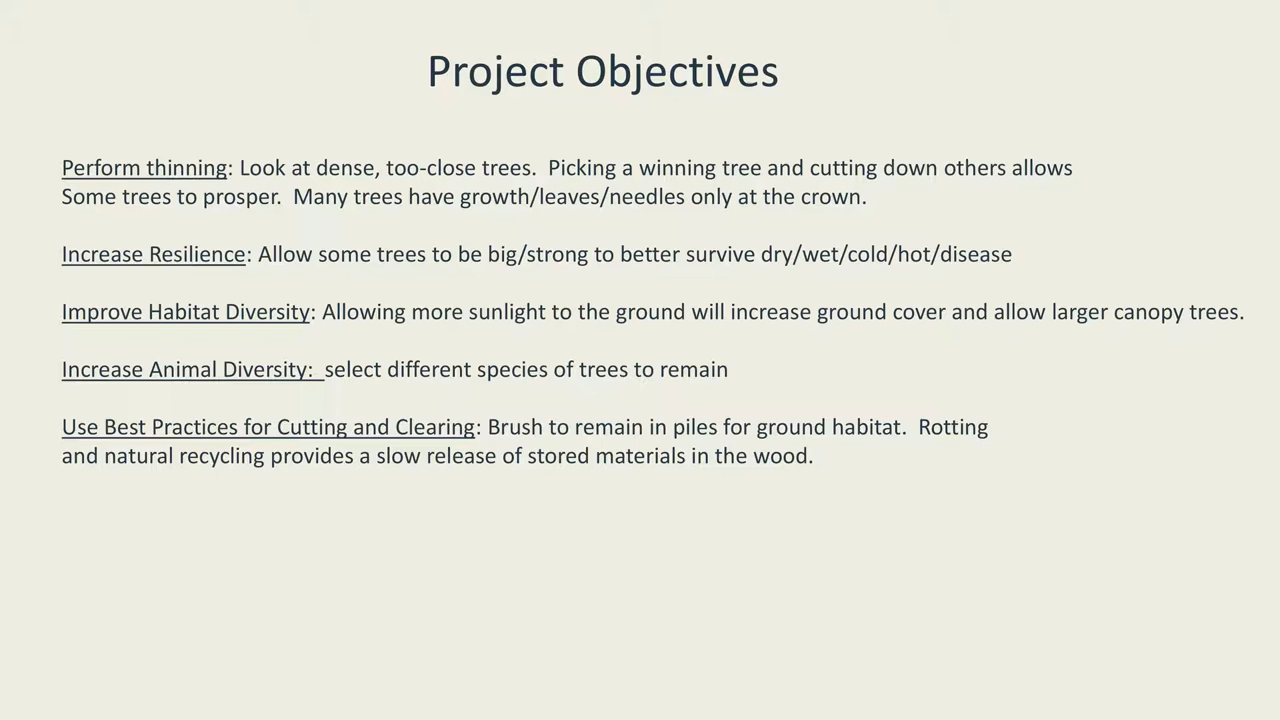 Project Objectives
Perform thinning: Look at dense, too-close trees.  Picking a winning tree and cutting down others allows
Some trees to prosper.  Many trees have growth/leaves/needles only at the crown.
Increase Resilience: Allow some trees to be big/strong to better survive dry/wet/cold/hot/disease
Improve Habitat Diversity: Allowing more sunlight to the ground will increase ground cover and allow larger canopy trees.
Increase Animal Diversity:  select different species of trees to remain
Use Best Practices for Cutting and Clearing: Brush to remain in piles for ground habitat.  Rotting
and natural recycling provides a slow release of stored materials in the wood.